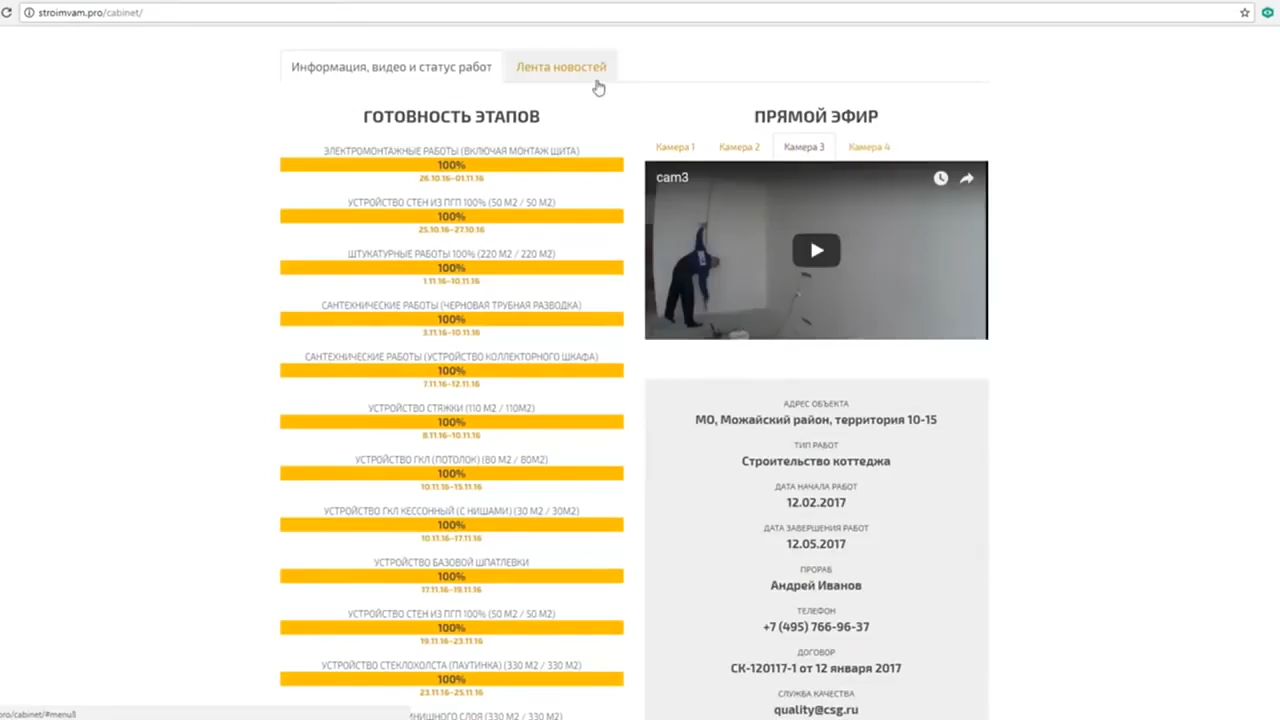 stroimvam.pro/cabinet/
Информация, видео и статус работ
Лента новостей
ГОТОВНОСТЬ ЭТАПОВ
ЭЛЕКТРОМОНТАЖНЫЕ РАБОТЫ (ВКЛЮЧАЯ МОНТАЖ ЩИТА)
100%
26.10.16–01.11.16
УСТРОЙСТВО СТЕН ИЗ ПГП 100% (50 М2 / 50 М2)
100%
25.10.16–27.10.16
ШТУКАТУРНЫЕ РАБОТЫ 100% (220 М2 / 220 М2)
100%
1.11.16–10.11.16
САНТЕХНИЧЕСКИЕ РАБОТЫ (ЧЕРНОВАЯ ТРУБНАЯ РАЗВОДКА)
100%
3.11.16–10.11.16
САНТЕХНИЧЕСКИЕ РАБОТЫ (УСТРОЙСТВО КОЛЛЕКТОРНОГО ШКАФА)
100%
7.11.16–12.11.16
УСТРОЙСТВО СТЯЖКИ (110 М2 / 110М2)
100%
8.11.16–10.11.16
УСТРОЙСТВО ГКЛ (ПОТОЛОК) (80 М2 / 80М2)
100%
10.11.16–15.11.16
УСТРОЙСТВО ГКЛ КЕССОННЫЙ (С НИШАМИ) (30 М2 / 30М2)
100%
10.11.16–17.11.16
УСТРОЙСТВО БАЗОВОЙ ШПАТЛЕВКИ
100%
17.11.16–19.11.16
УСТРОЙСТВО СТЕН ИЗ ПГП 100% (50 М2 / 50 М2)
100%
19.11.16–23.11.16
УСТРОЙСТВО СТЕКЛОХОЛСТА (ПАУТИНКА) (330 М2 / 330 М2)
100%
23.11.16–25.11.16
НИШНОГО СЛОЯ (330 М2 / 330 М2)
ПРЯМОЙ ЭФИР
Камера 1
Камера 2
Камера 3
Камера 4
cam3
АДРЕС ОБЪЕКТА
МО, Можайский район, территория 10-15
ТИП РАБОТ
Строительство коттеджа
ДАТА НАЧАЛА РАБОТ
12.02.2017
ДАТА ЗАВЕРШЕНИЯ РАБОТ
12.05.2017
ПРОРАБ
Андрей Иванов
ТЕЛЕФОН
+7 (495) 766-96-37
ДОГОВОР
СК-120117-1 от 12 января 2017
СЛУЖБА КАЧЕСТВА
quality@csg.ru
pro/cabinet/#menu3